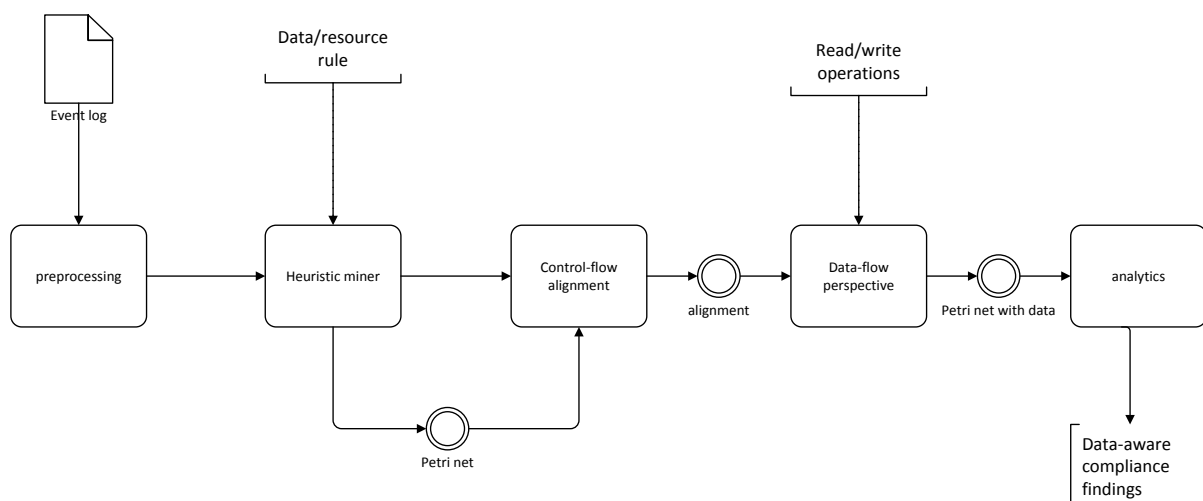 Data/resource
rule
Read/write
operations
Event log
preprocessing
Heuristic miner
Control-flow
alignment
alignment
Data-flow
perspective
Petri net with data
analytics
Petri net
Data-aware
compliance
findings